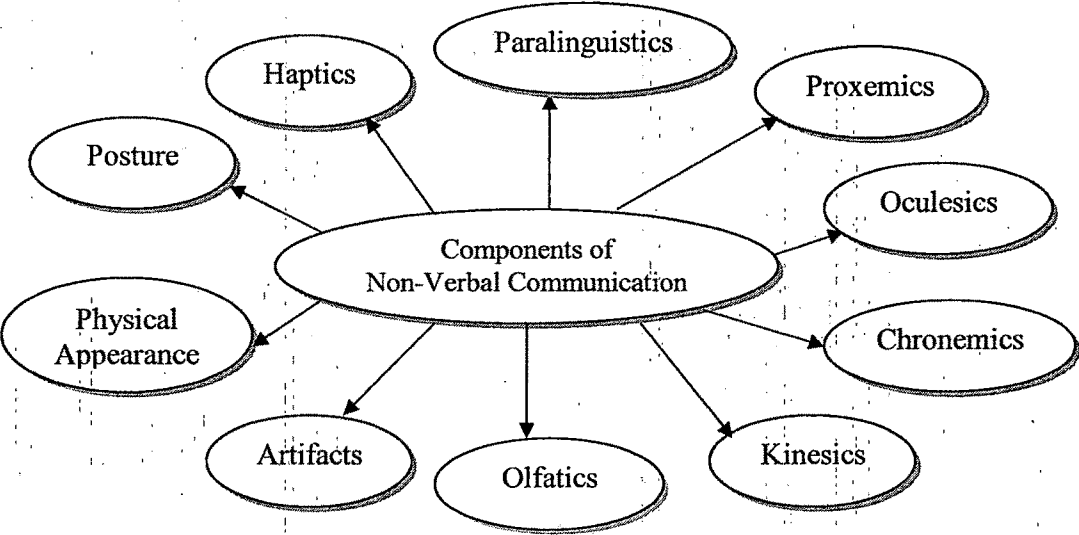 Paralinguistics
Haptics
Proxemics
Posture
Oculesics
Components of
Non-Verbal Communication
Physical
Appearance
Chronemics
Artifacts
Olfatics
Kinesics